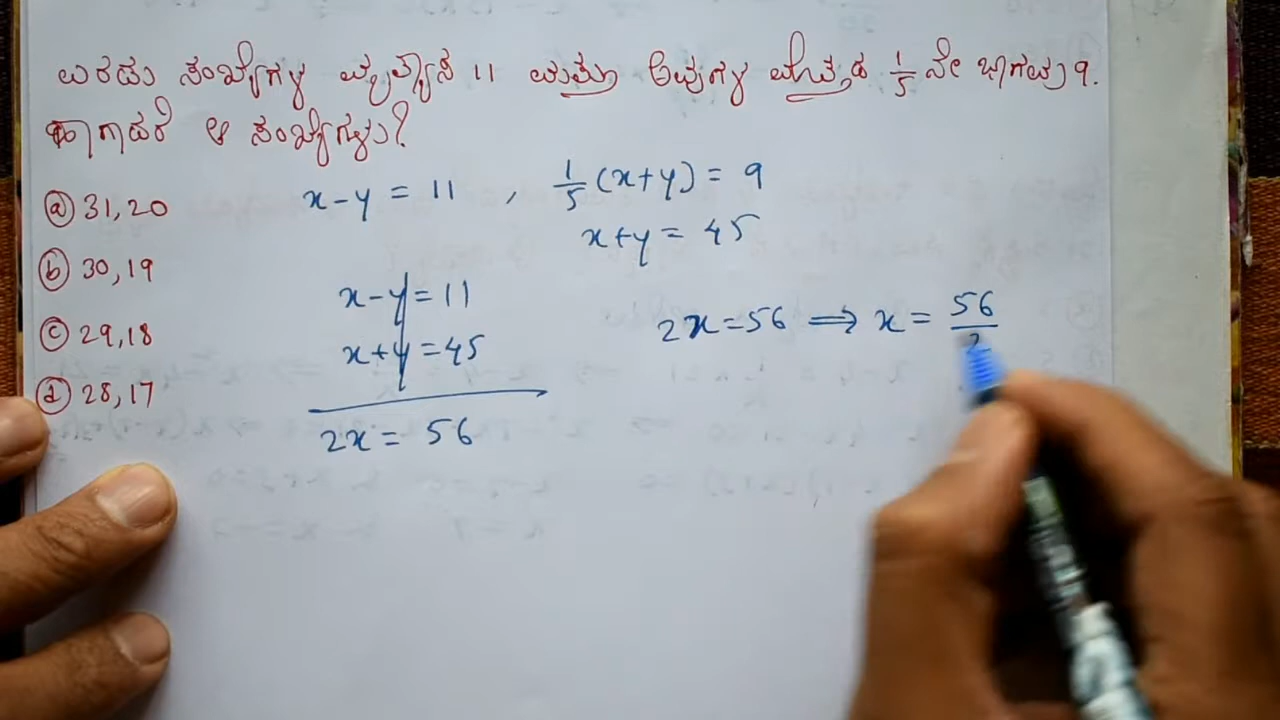 ಎರಡು ಸಂಖ್ಯೆಗಳ ವ್ಯತ್ಯಾಸ 11 ಮತ್ತು ಅವುಗಳ ಮೊತ್ತದ 1/5 ನೇ ಭಾಗವು 9.
ಹಾಗಾದರೆ ಆ ಸಂಖ್ಯೆಗಳು?
x-y = 11 , 1/5 (x+y) = 9
ⓐ 31,20
x+y = 45
ⓑ 30,19
x-y = 11
2x = 56 ⟹ x = 56/2
ⓒ 29,18
x+y = 45
ⓓ 28,17
2x = 56